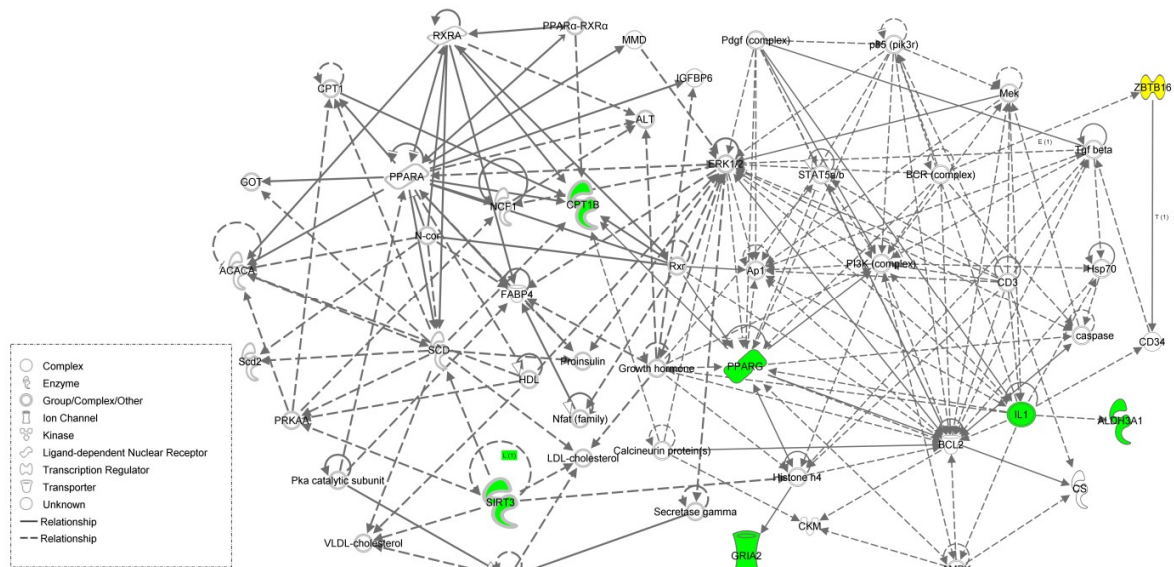 PPARα-RXRα
RXRA
MMD
Pdgf (complex)
p85 (pik3r)
IGFBP6
CPT1
Mek
ZBTB16
ALT
E (1)
Tgf beta
ERK1/2
STAT5a/b
BCR (complex)
PPARA
GOT
NCF1
CPT1B
T (1)
N-cor
ACACA
Rxr
Ap1
PI3K (complex)
Hsp70
CD3
FABP4
caspase
CD34
Scd2
SCD
Proinsulin
Growth hormone
PPARG
HDL
PRKAA
Nfat (family)
IL1
ALDH3A1
BCL2
L (1)
LDL-cholesterol
Calcineurin protein(s)
Pka catalytic subunit
Histone h4
SIRT3
CS
Secretase gamma
CKM
VLDL-cholesterol
GRIA2
Complex
Enzyme
Group/Complex/Other
Ion Channel
Kinase
Ligand-dependent Nuclear Receptor
Transcription Regulator
Transporter
Unknown
Relationship
Relationship